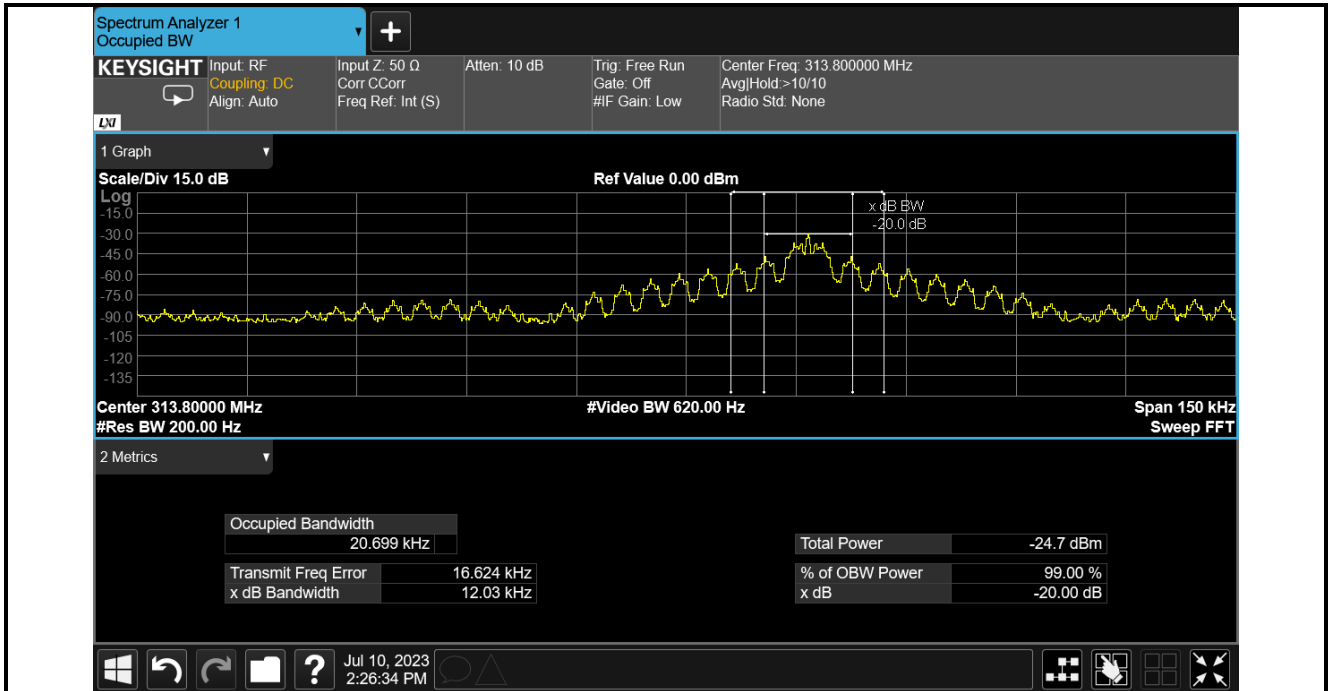 Spectrum Analyzer 1
Occupied BW
+
KEYSIGHT
LXI
Input: RF
Coupling: DC
Align: Auto
Input Z: 50 Ω
Corr CCorr
Freq Ref: Int (S)
Atten: 10 dB
Trig: Free Run
Gate: Off
#IF Gain: Low
Center Freq: 313.800000 MHz
Avg|Hold:>10/10
Radio Std: None
1 Graph
Scale/Div 15.0 dB
Ref Value 0.00 dBm
Log
-15.0
-30.0
-45.0
-60.0
-75.0
-90.0
-105
-120
-135
x dB BW
-20.0 dB
Center 313.80000 MHz
#Video BW 620.00 Hz
Span 150 kHz
#Res BW 200.00 Hz
Sweep FFT
2 Metrics
Occupied Bandwidth
20.699 kHz
Transmit Freq Error 16.624 kHz
x dB Bandwidth 12.03 kHz
Total Power -24.7 dBm
% of OBW Power 99.00 %
x dB -20.00 dB
?
Jul 10, 2023
2:26:34 PM